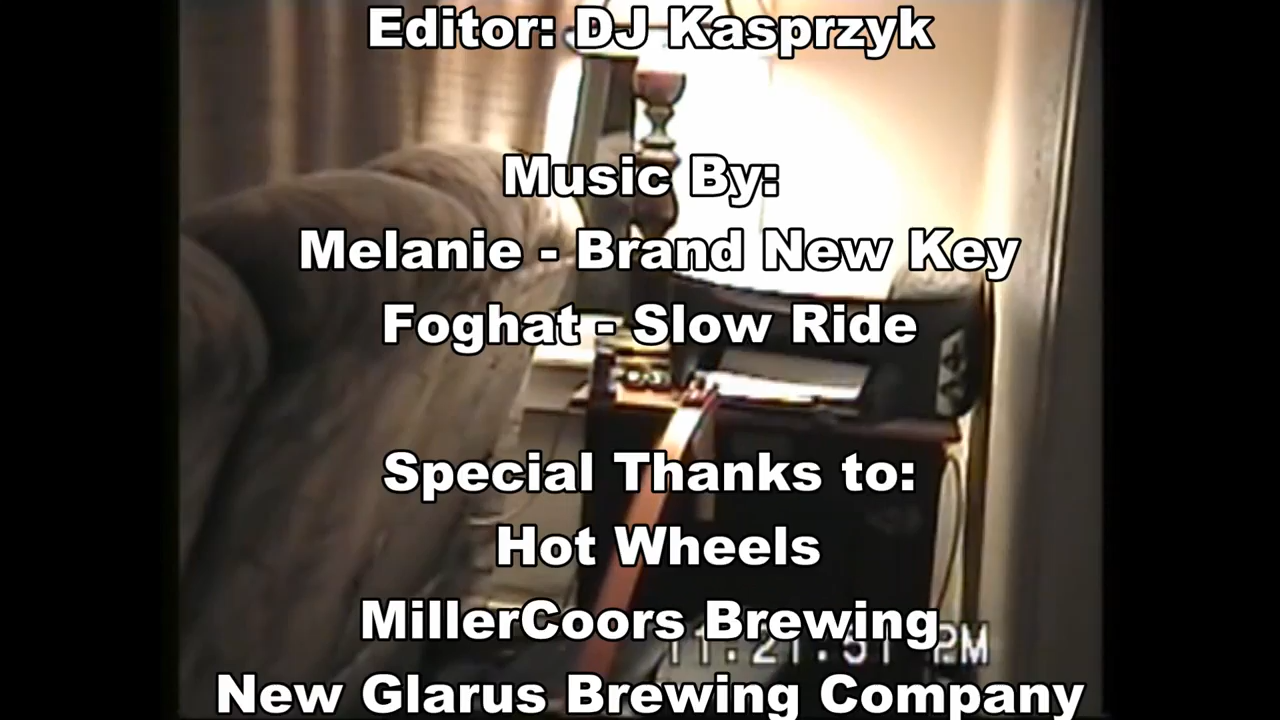 Editor: DJ Kasprzyk
Music By:
Melanie - Brand New Key
Foghat - Slow Ride
Special Thanks to:
Hot Wheels
MillerCoors Brewing
11:21:51 PM
New Glarus Brewing Company